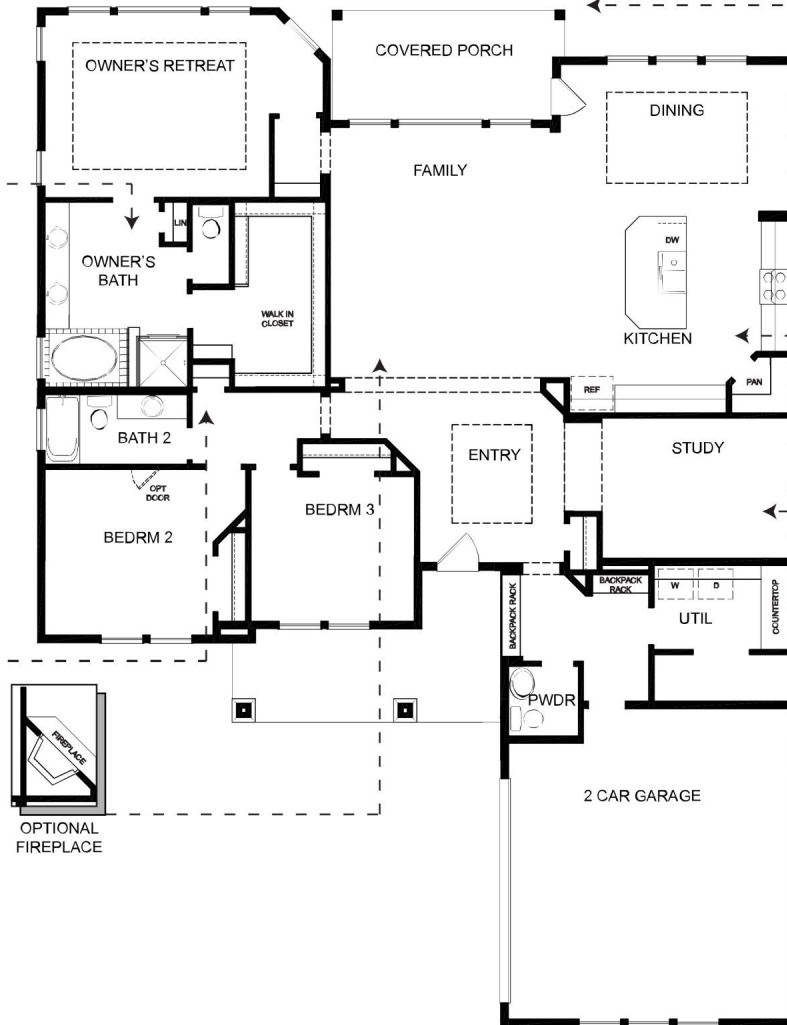 COVERED PORCH
OWNER'S RETREAT
DINING
FAMILY
LIN
DW
OWNER'S
BATH
WALK IN
CLOSET
KITCHEN
REF
PAN
BATH 2
STUDY
ENTRY
OPT
DOOR
BEDRM 3
BEDRM 2
BACKPACK
RACK
W
D
COUNTERTOP
UTIL
BACKPACK RACK
PWDR
FIREPLACE
2 CAR GARAGE
OPTIONAL
FIREPLACE